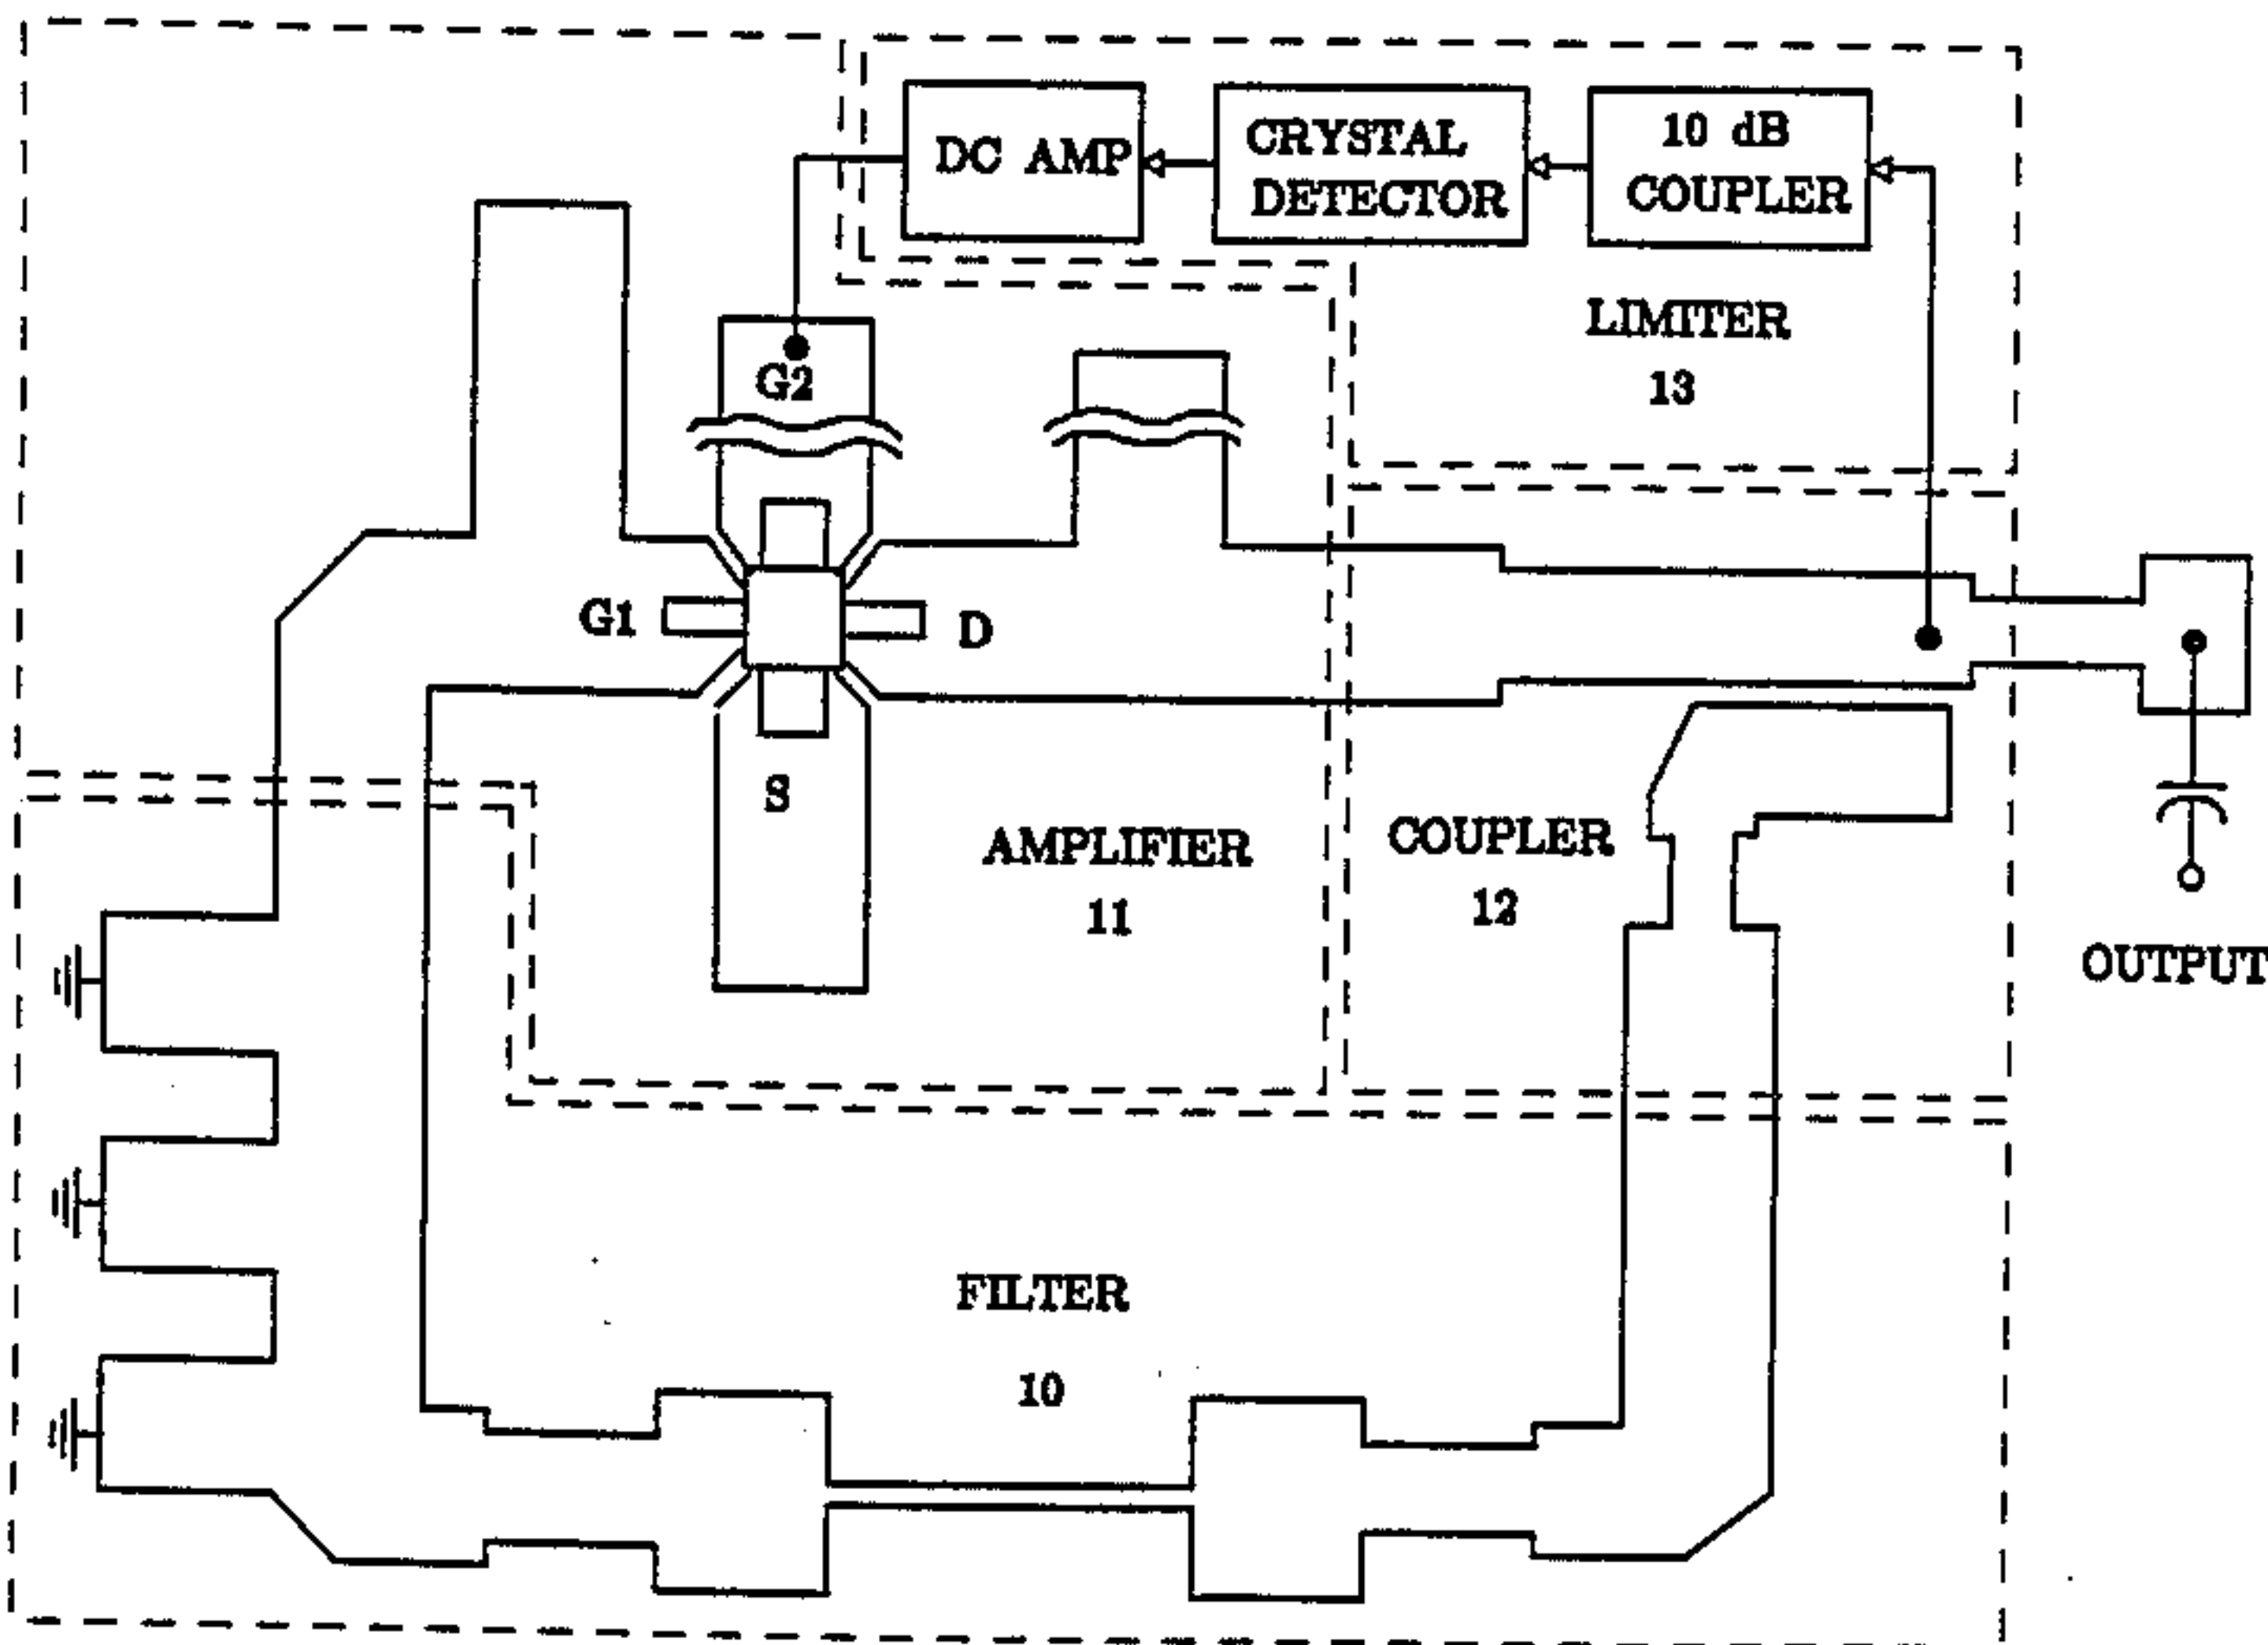 DC AMP
CRYSTAL
DETECTOR
10 dB
COUPLER
LIMITER
13
G2
G1
D
S
AMPLIFIER
11
COUPLER
12
OUTPUT
FILTER
10